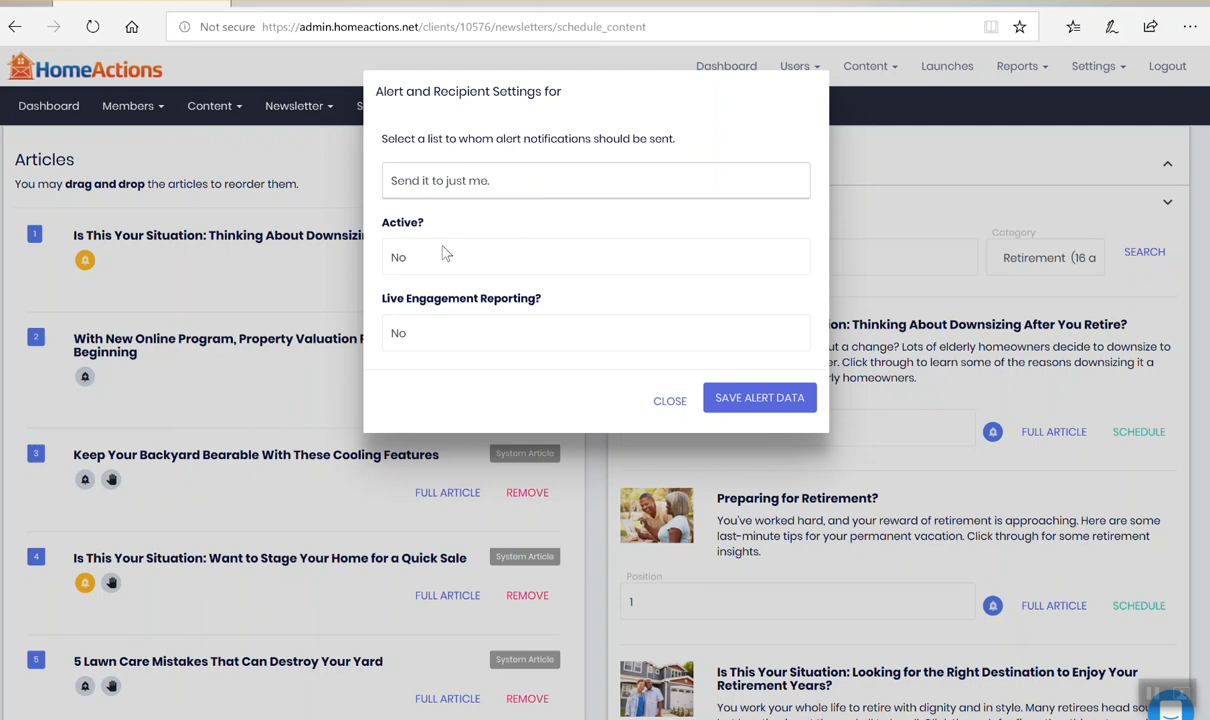 Not secure https://admin.homeactions.net/clients/10576/newsletters/schedule_content
HomeActions
Dashboard Users Content Launches Reports Settings Logout
Dashboard Members Content Newsletter S
Alert and Recipient Settings for
Select a list to whom alert notifications should be sent.
Send it to just me.
Active?
No
Live Engagement Reporting?
No
CLOSE SAVE ALERT DATA
Articles
You may drag and drop the articles to reorder them.
1 Is This Your Situation: Thinking About Downsizi
2 With New Online Program, Property Valuation
Beginning
3 Keep Your Backyard Bearable With These Cooling Features System Article
FULL ARTICLE REMOVE
4 Is This Your Situation: Want to Stage Your Home for a Quick Sale System Article
FULL ARTICLE REMOVE
5 5 Lawn Care Mistakes That Can Destroy Your Yard System Article
FULL ARTICLE REMOVE
Category
Retirement (16 a
SEARCH
on: Thinking About Downsizing After You Retire?
ut a change? Lots of elderly homeowners decide to downsize to
er. Click through to learn some of the reasons downsizing it a
rly homeowners.
FULL ARTICLE SCHEDULE
Preparing for Retirement?
You've worked hard, and your reward of retirement is approaching. Here are some
last-minute tips for your permanent vacation. Click through for some retirement
insights.
Position
1
FULL ARTICLE SCHEDULE
Is This Your Situation: Looking for the Right Destination to Enjoy Your
Retirement Years?
You work your whole life to retire with dignity and in style. Many retirees head